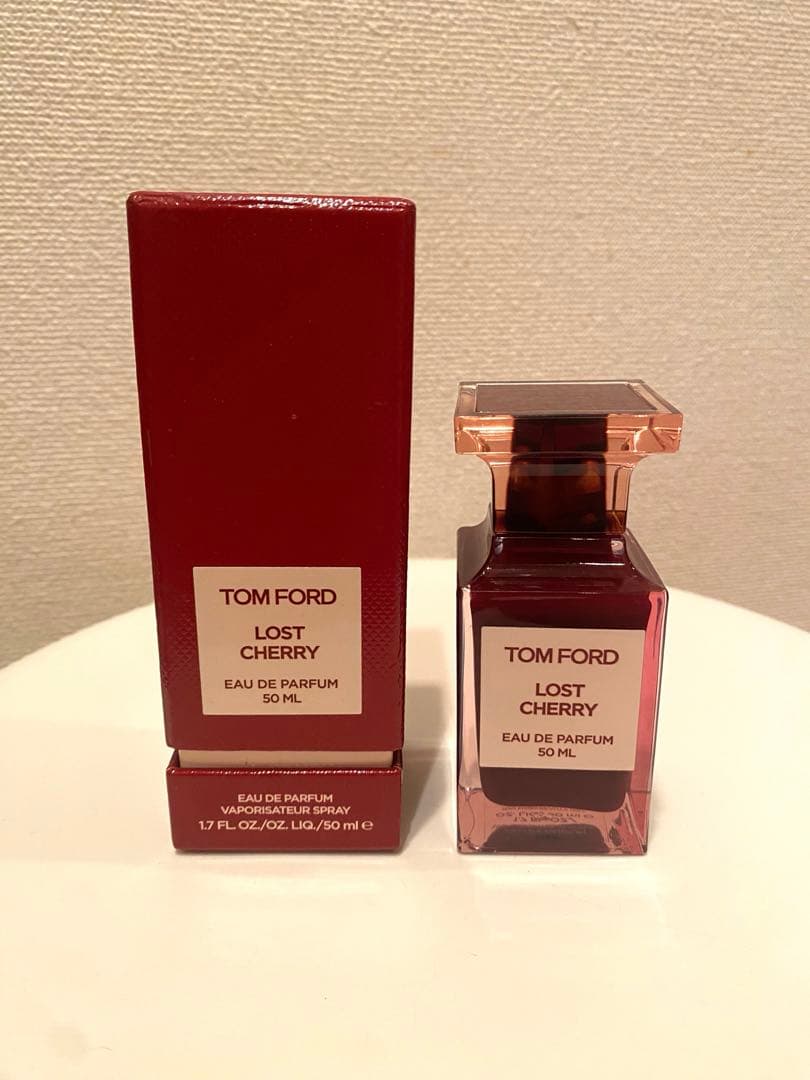 TOM FORD
LOST
CHERRY
EAU DE PARFUM
50 ML
EAU DE PARFUM
VAPORISATEUR SPRAY
1.7 FL. OZ./OZ. LIQ./50 ml ℮
TOM FORD
LOST
CHERRY
EAU DE PARFUM
50 ML